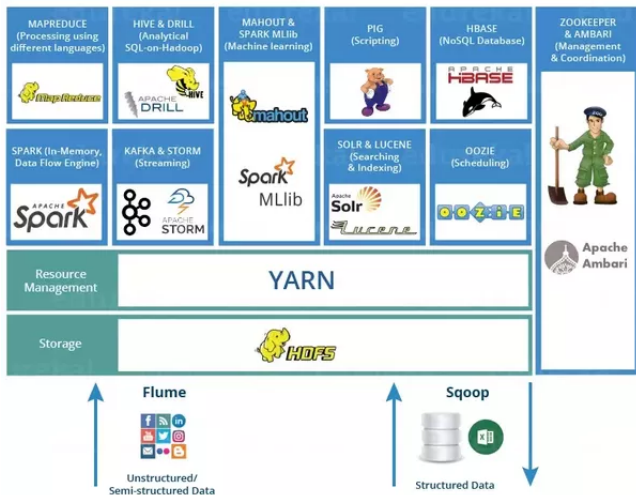 MAPREDUCE
(Processing using
different languages)
Map Reduce
HIVE & DRILL
(Analytical
SQL-on-Hadoop)
HIVE
APACHE
DRILL
MAHOUT &
SPARK MLlib
(Machine learning)
mahout
Spark
MLlib
PIG
(Scripting)
HBASE
(NoSQL Database)
APACHE
HBASE
ZOOKEEPER
& AMBARI
(Management
& Coordination)
Apache
Ambari
SPARK (In-Memory,
Data Flow Engine)
APACHE
Spark
KAFKA & STORM
(Streaming)
APACHE
STORM
SOLR & LUCENE
(Searching
& Indexing)
Apache
Solr
Lucene
OOZIE
(Scheduling)
OOZIE
Resource
Management
YARN
Storage
HDFS
Flume
Unstructured/
Semi-structured Data
Sqoop
Structured Data